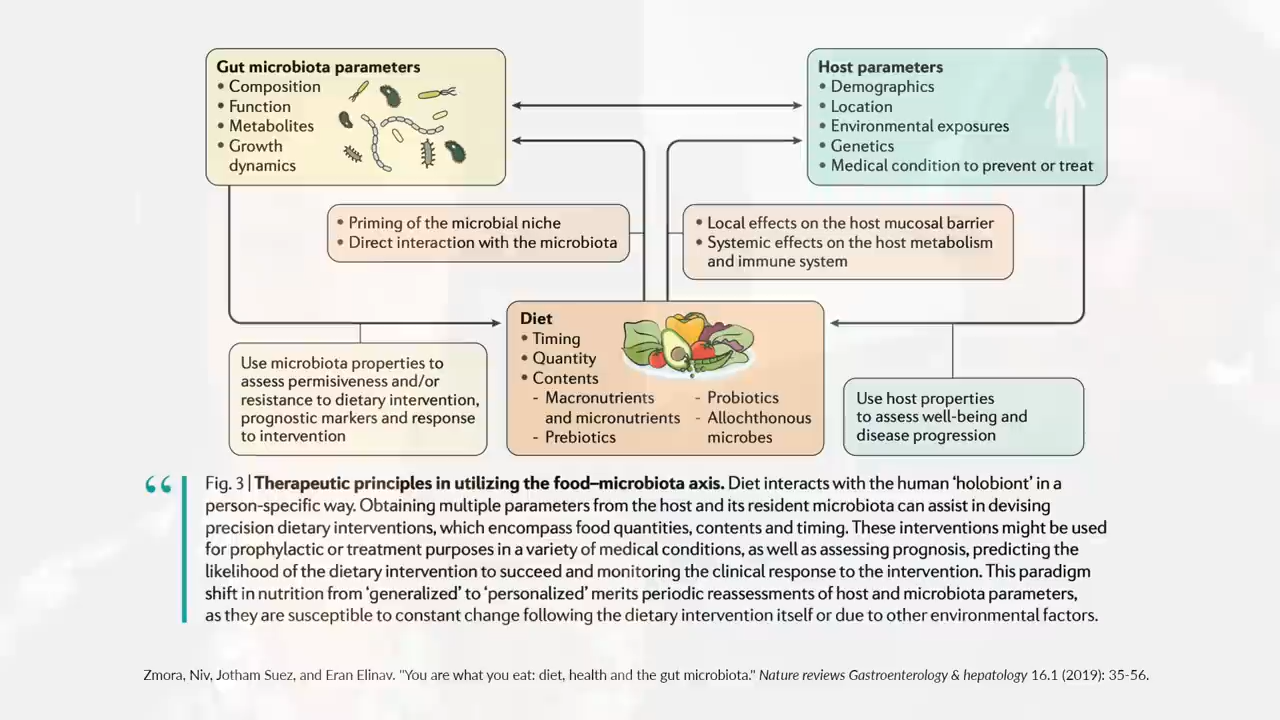 Gut microbiota parameters
• Composition
• Function
• Metabolites
• Growth
dynamics
Host parameters
• Demographics
• Location
• Environmental exposures
• Genetics
• Medical condition to prevent or treat
• Priming of the microbial niche
• Direct interaction with the microbiota
• Local effects on the host mucosal barrier
• Systemic effects on the host metabolism
and immune system
Use microbiota properties to
assess permisiveness and/or
resistance to dietary intervention,
prognostic markers and response
to intervention
Diet
• Timing
• Quantity
• Contents
- Macronutrients
and micronutrients
- Prebiotics
- Probiotics
- Allochthonous
microbes
Use host properties
to assess well-being and
disease progression
“
Fig. 3 | Therapeutic principles in utilizing the food–microbiota axis. Diet interacts with the human ‘holobiont’ in a
person-specific way. Obtaining multiple parameters from the host and its resident microbiota can assist in devising
precision dietary interventions, which encompass food quantities, contents and timing. These interventions might be used
for prophylactic or treatment purposes in a variety of medical conditions, as well as assessing prognosis, predicting the
likelihood of the dietary intervention to succeed and monitoring the clinical response to the intervention. This paradigm
shift in nutrition from ‘generalized’ to ‘personalized’ merits periodic reassessments of host and microbiota parameters,
as they are susceptible to constant change following the dietary intervention itself or due to other environmental factors.
Zmora, Niv, Jotham Suez, and Eran Elinav. "You are what you eat: diet, health and the gut microbiota." Nature reviews Gastroenterology & hepatology 16.1 (2019): 35-56.